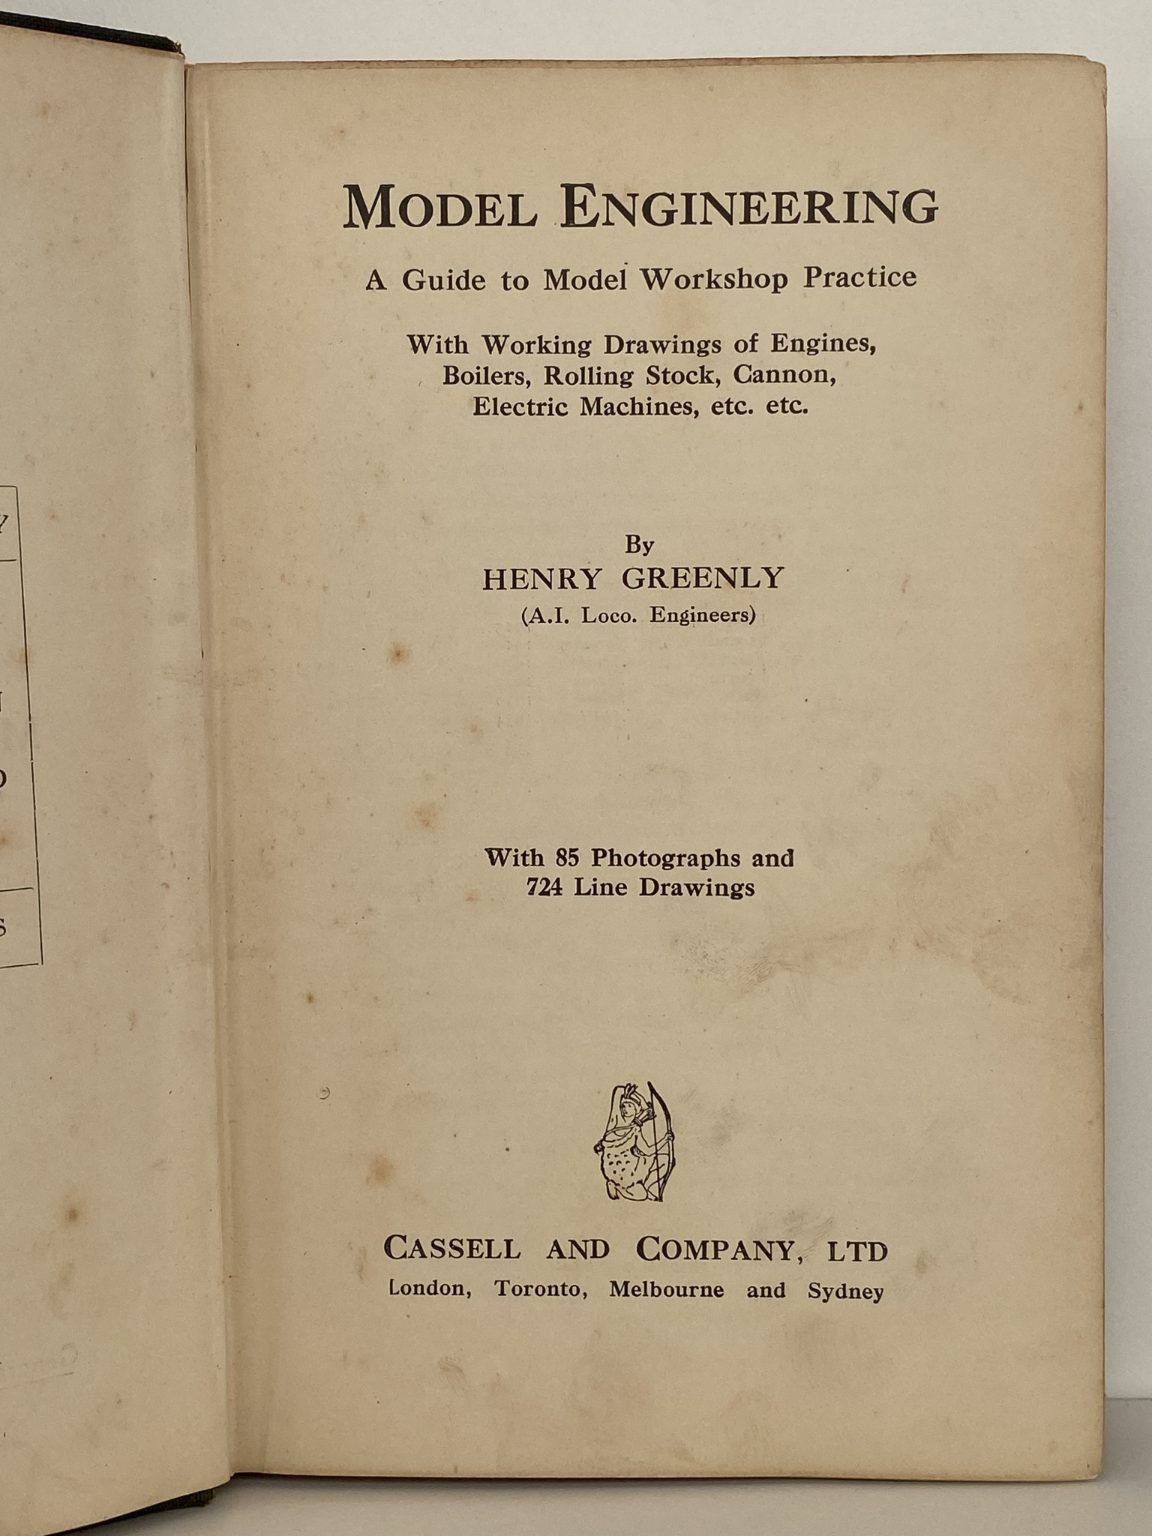 MODEL ENGINEERING
A Guide to Model Workshop Practice
With Working Drawings of Engines,
Boilers, Rolling Stock, Cannon,
Electric Machines, etc. etc.
By
HENRY GREENLY
(A.I. Loco. Engineers)
With 85 Photographs and
724 Line Drawings
CASSELL AND COMPANY, LTD
London, Toronto, Melbourne and Sydney